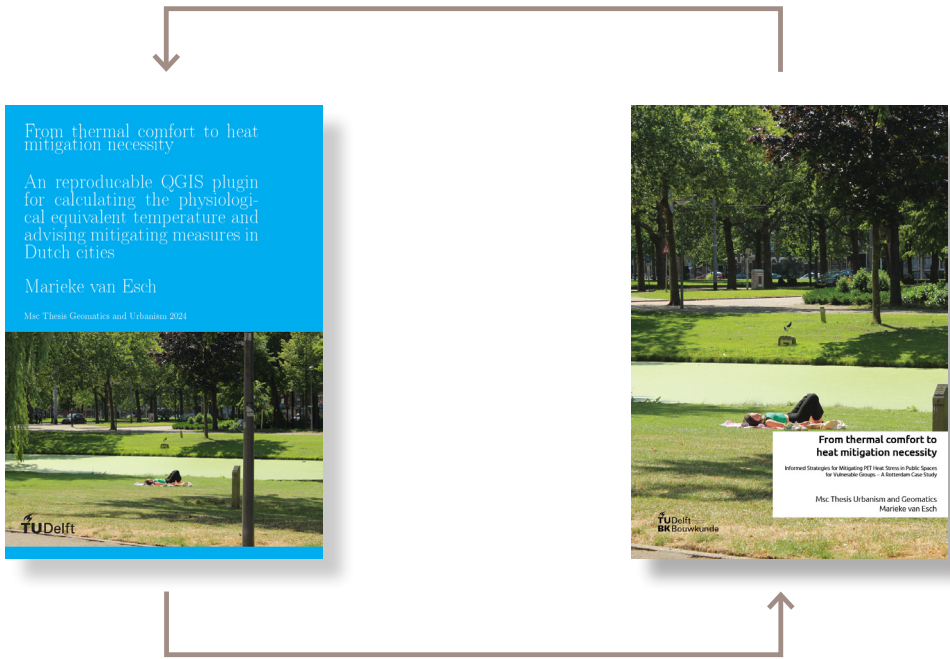 From thermal comfort to heat
mitigation necessity
An reproducable QGIS plugin
for calculating the physiologi-
cal equivalent temperature and
advising mitigating measures in
Dutch cities
Marieke van Esch
Msc Thesis Geomatics and Urbanism 2024
TUDelft
From thermal comfort to
heat mitigation necessity
Informed Strategies for Mitigating PET Heat Stress in Public Spaces
for Vulnerable Groups – A Rotterdam Case Study
Msc Thesis Urbanism and Geomatics
Marieke van Esch
TUDelft
BK Bouwkunde